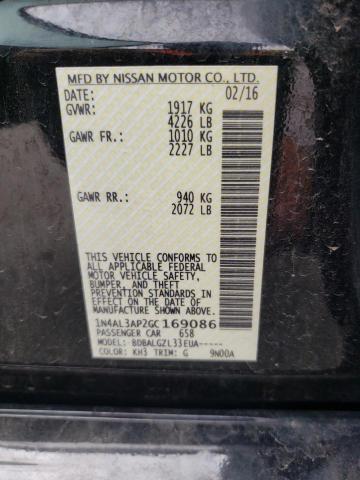 MFD BY NISSAN MOTOR CO., LTD.
DATE: 02/16
GVWR: 1917 KG
4226 LB
GAWR FR: 1010 KG
2227 LB
GAWR RR: 940 KG
2072 LB
THIS VEHICLE CONFORMS
TO ALL APPLICABLE FEDERAL
MOTOR VEHICLE SAFETY,
BUMPER, AND THEFT
PREVENTION STANDARDS
IN EFFECT ON THE DATE OF
MANUFACTURE SHOWN ABOVE.
1N4AL3AP2GC169086
PASSENGER CAR 658
MODEL: BDBALGZL33EUA-----
COLOR: KH3 TRIM: G 9N00A